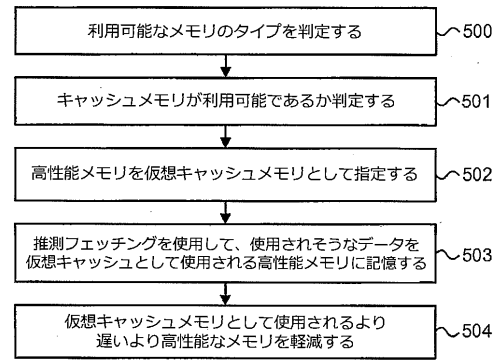 利用可能なメモリのタイプを判定する
500
キャッシュメモリが利用可能であるか判定する
501
高性能メモリを仮想キャッシュメモリとして指定する
502
推測フェッチングを使用して、使用されそうなデータを
仮想キャッシュとして使用される高性能メモリに記憶する
503
仮想キャッシュメモリとして使用されるより
遅いより高性能なメモリを軽減する
504